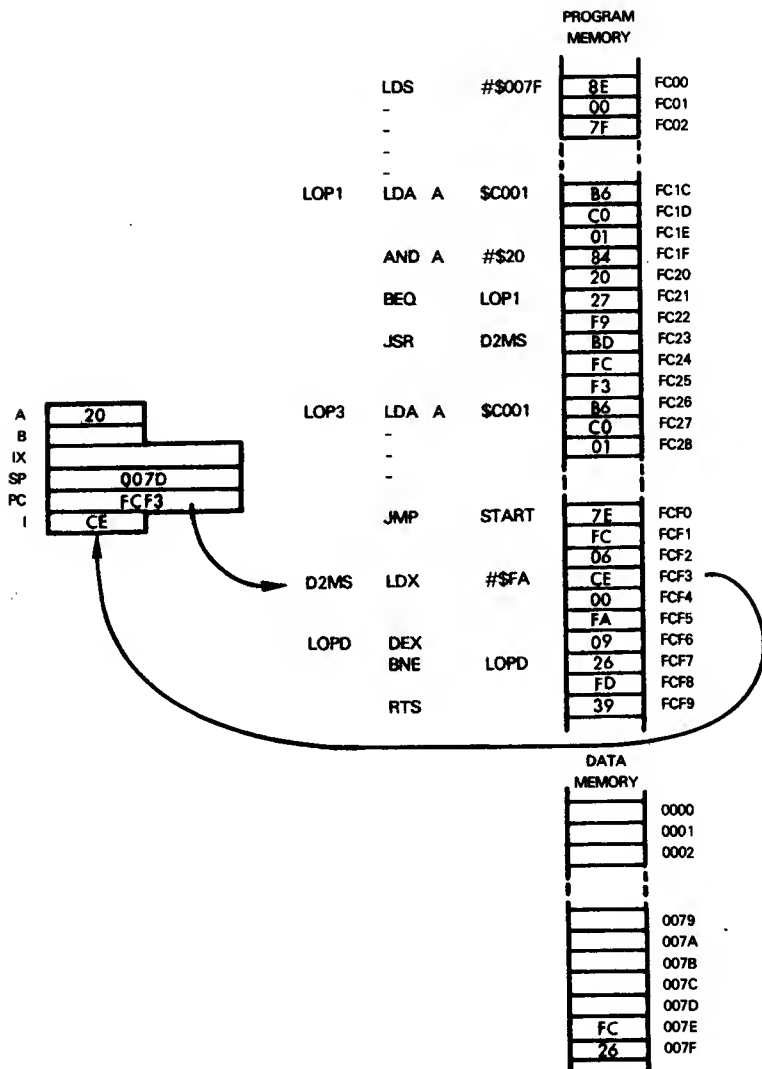 PROGRAM
MEMORY
LDS #$007F 8E FC00
- 00 FC01
- 7F FC02
-
-
LOP1 LDA A $C001 B6 FC1C
C0 FC1D
01 FC1E
AND A #$20 84 FC1F
20 FC20
BEQ LOP1 27 FC21
F9 FC22
JSR D2MS BD FC23
FC FC24
F3 FC25
LOP3 LDA A $C001 B6 FC26
- C0 FC27
- 01 FC28
-
A 20
B
IX
SP 007D
PC FCF3
I CE
JMP START 7E FCF0
FC FCF1
06 FCF2
D2MS LDX #$FA CE FCF3
00 FCF4
FA FCF5
LOPD DEX 09 FCF6
BNE LOPD 26 FCF7
FD FCF8
RTS 39 FCF9
DATA
MEMORY
0000
0001
0002
0079
007A
007B
007C
007D
FC 007E
26 007F